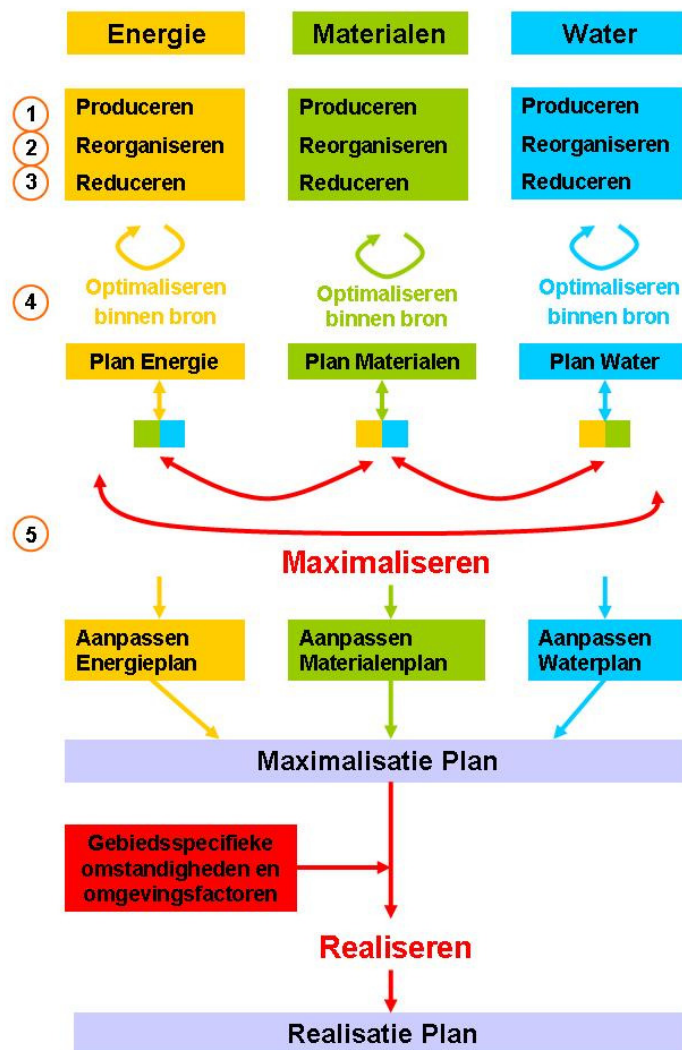 Energie
Materialen
Water
1
Produceren
Produceren
Produceren
2
Reorganiseren
Reorganiseren
Reorganiseren
3
Reduceren
Reduceren
Reduceren
4
Optimaliseren
binnen bron
Optimaliseren
binnen bron
Optimaliseren
binnen bron
Plan Energie
Plan Materialen
Plan Water
5
Maximaliseren
Aanpassen
Energieplan
Aanpassen
Materialenplan
Aanpassen
Waterplan
Maximalisatie Plan
Gebiedsspecifieke
omstandigheden en
omgevingsfactoren
Realiseren
Realisatie Plan